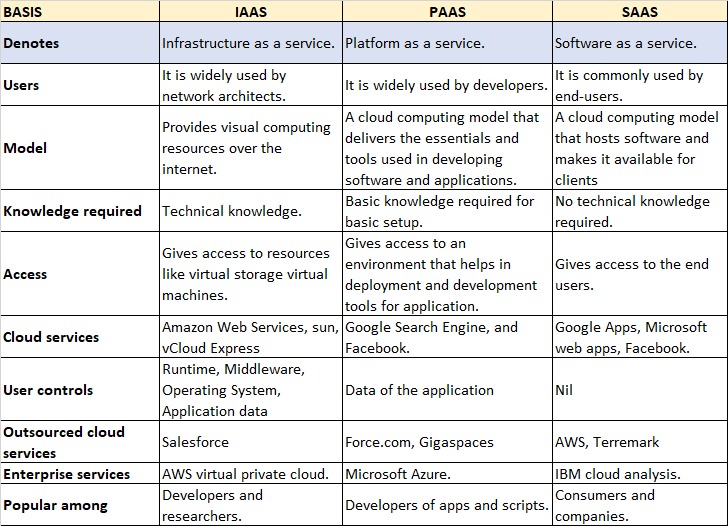 BASIS IAAS PAAS SAAS
Denotes Infrastructure as a service. Platform as a service. Software as a service.
Users
It is widely used by
network architects.
It is widely used by developers.
It is commonly used by
end-users.
Model
Provides visual computing
resources over the
internet.
A cloud computing model that
delivers the essentials and
tools used in developing
software and applications.
A cloud computing model
that hosts software and
makes it available for
clients
Knowledge required
Technical knowledge.
Basic knowledge required for
basic setup.
No technical knowledge
required.
Access
Gives access to resources
like virtual storage virtual
machines.
Gives access to an
environment that helps in
deployment and development
tools for application.
Gives access to the end
users.
Cloud services
Amazon Web Services, sun,
vCloud Express
Google Search Engine, and
Facebook.
Google Apps, Microsoft
web apps, Facebook.
User controls
Runtime, Middleware,
Operating System,
Application data
Data of the application
Nil
Outsourced cloud
services
Salesforce
Force.com, Gigaspaces
AWS, Terremark
Enterprise services AWS virtual private cloud. Microsoft Azure. IBM cloud analysis.
Popular among
Developers and
researchers.
Developers of apps and scripts.
Consumers and
companies.